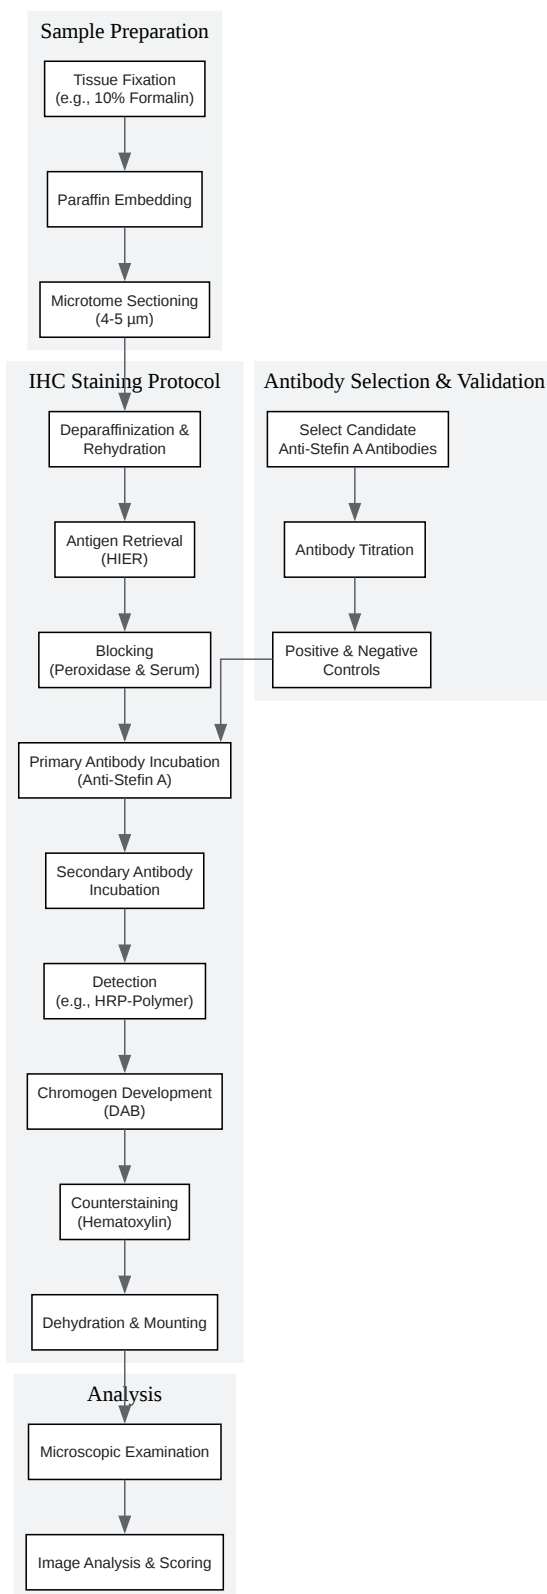 Sample Preparation
Tissue Fixation
(e.g., 10% Formalin)
Paraffin Embedding
Microtome Sectioning
(4-5 µm)
IHC Staining Protocol
Deparaffinization &
Rehydration
Antigen Retrieval
(HIER)
Blocking
(Peroxidase & Serum)
Primary Antibody Incubation
(Anti-Stefin A)
Secondary Antibody
Incubation
Detection
(e.g., HRP-Polymer)
Chromogen Development
(DAB)
Counterstaining
(Hematoxylin)
Dehydration & Mounting
Antibody Selection & Validation
Select Candidate
Anti-Stefin A Antibodies
Antibody Titration
Positive & Negative
Controls
Analysis
Microscopic Examination
Image Analysis & Scoring